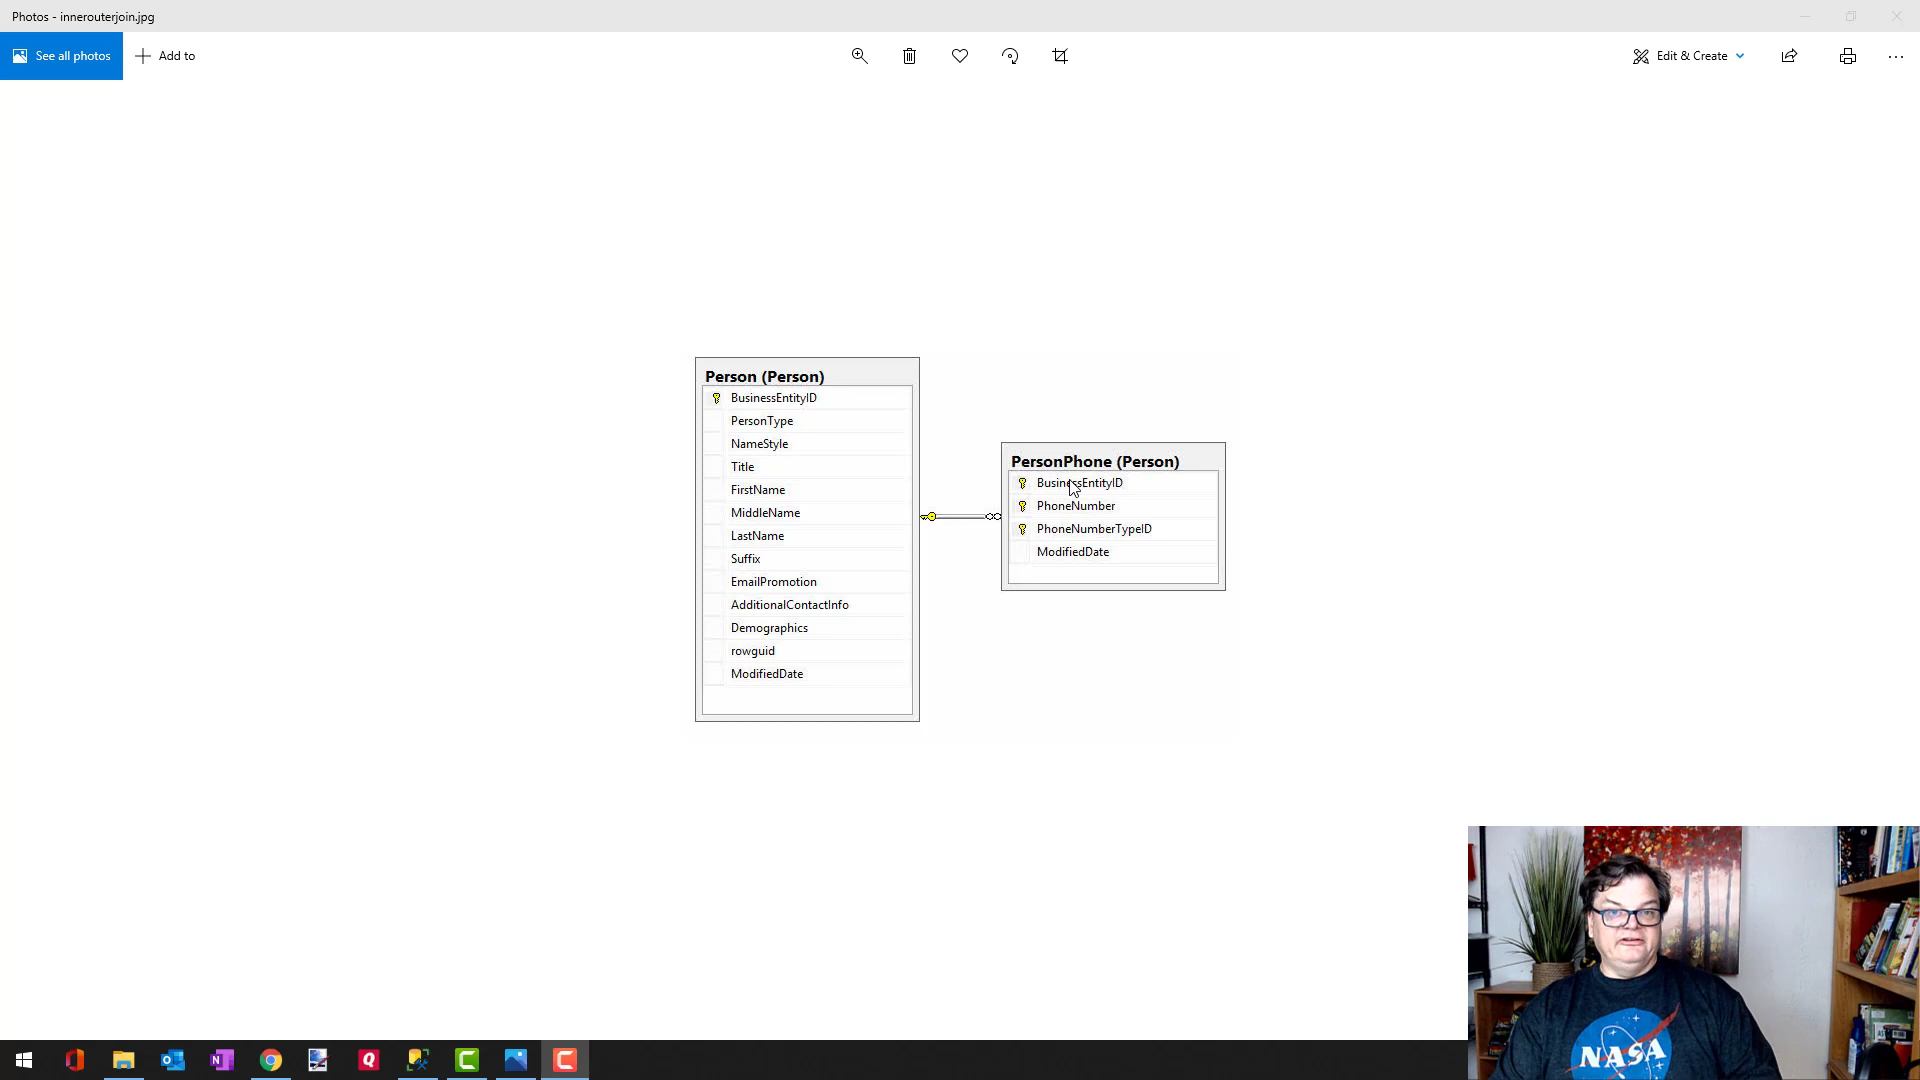 Photos - innerouterjoin.jpg
See all photos
Add to
Edit & Create
Person (Person)
BusinessEntityID
PersonType
NameStyle
Title
FirstName
MiddleName
LastName
Suffix
EmailPromotion
AdditionalContactInfo
Demographics
rowguid
ModifiedDate
PersonPhone (Person)
BusinessEntityID
PhoneNumber
PhoneNumberTypeID
ModifiedDate
NASA